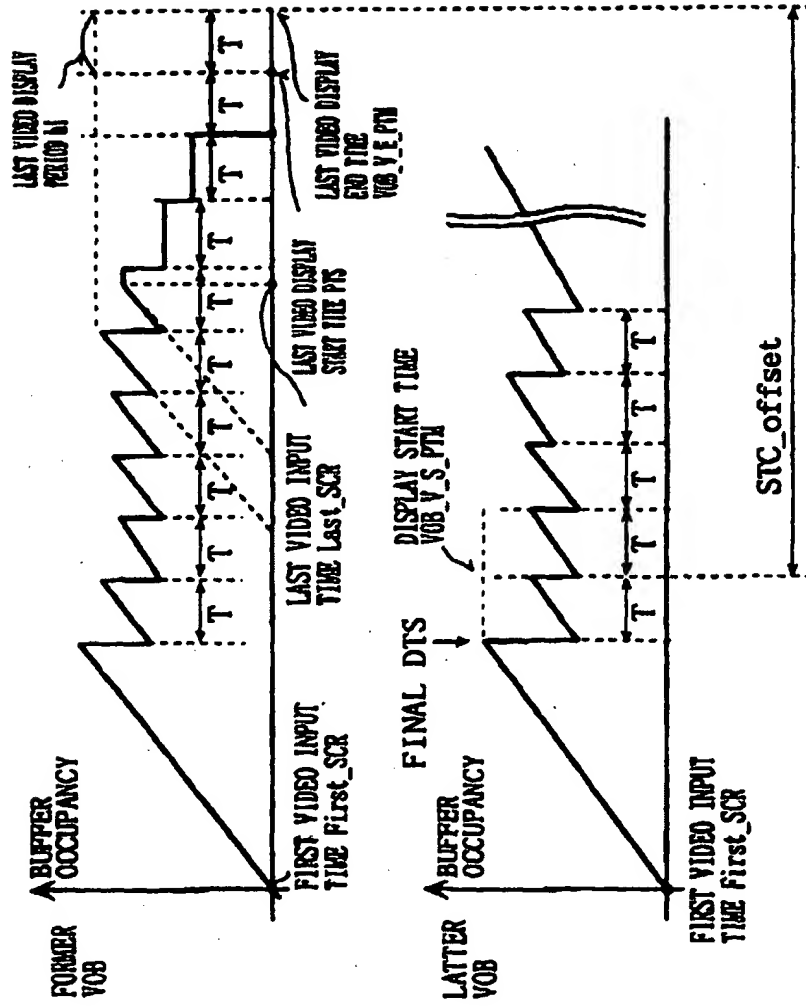 FORMER
VOB
BUFFER
OCCUPANCY
FIRST VIDEO INPUT
TIME First_SCR
T
T
T
T
T
T
T
T
T
T
LAST VIDEO INPUT
TIME Last_SCR
LAST VIDEO DISPLAY
START TIME PTS
LAST VIDEO DISPLAY
END TIME
VOB_V_E_PTM
LAST VIDEO DISPLAY
PERIOD
LATTER
VOB
BUFFER
OCCUPANCY
FIRST VIDEO INPUT
TIME First_SCR
FINAL DTS
DISPLAY START TIME
VOB_V_S_PTM
T
T
T
T
T
STC_offset